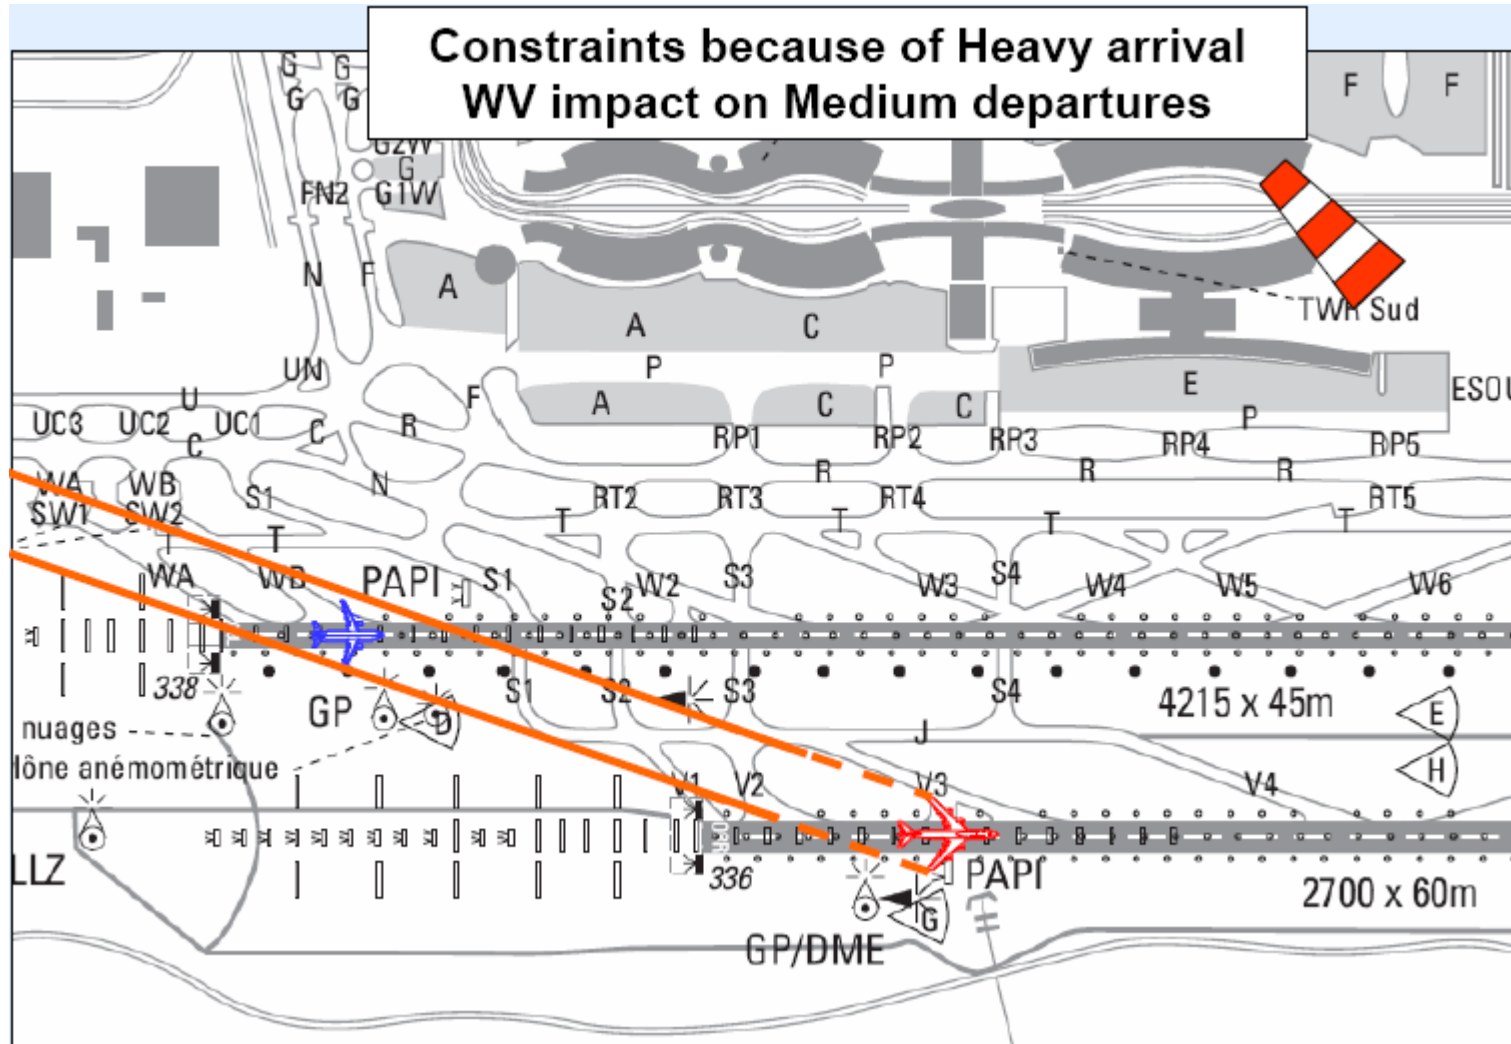 Constraints because of Heavy arrival
WV impact on Medium departures
G G
G G
F F
G2W
G
FN2 G1W
N F A
A C
TWR Sud
UN
P P
E
U
F
A C C
ESOU
UC3 UC2 UC1 C R
P
C
RP1 RP2 RP3 RP4 RP5
R R R
WA WB S1 N
RT2 RT3 RT4 RT5
SW1 SW2
T T T T
T
WA WB PAPI S1 W2 S3 W3 S4 W4 W5 W6
S2
338
GP S1 S2 S3 S4
4215 x 45m E
D
nuages
J
lône anémométrique
V1 V2 V3 V4
H
08R
LLZ
336
PAPI
2700 x 60m
G
GP/DME